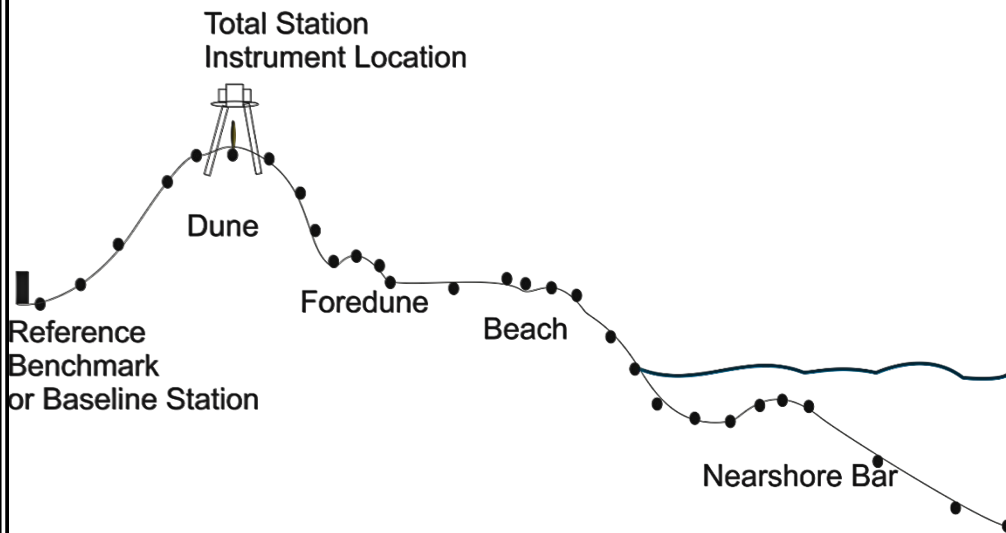 Total Station
Instrument Location
Dune
Foredune
Beach
Reference
Benchmark
or Baseline Station
Nearshore Bar